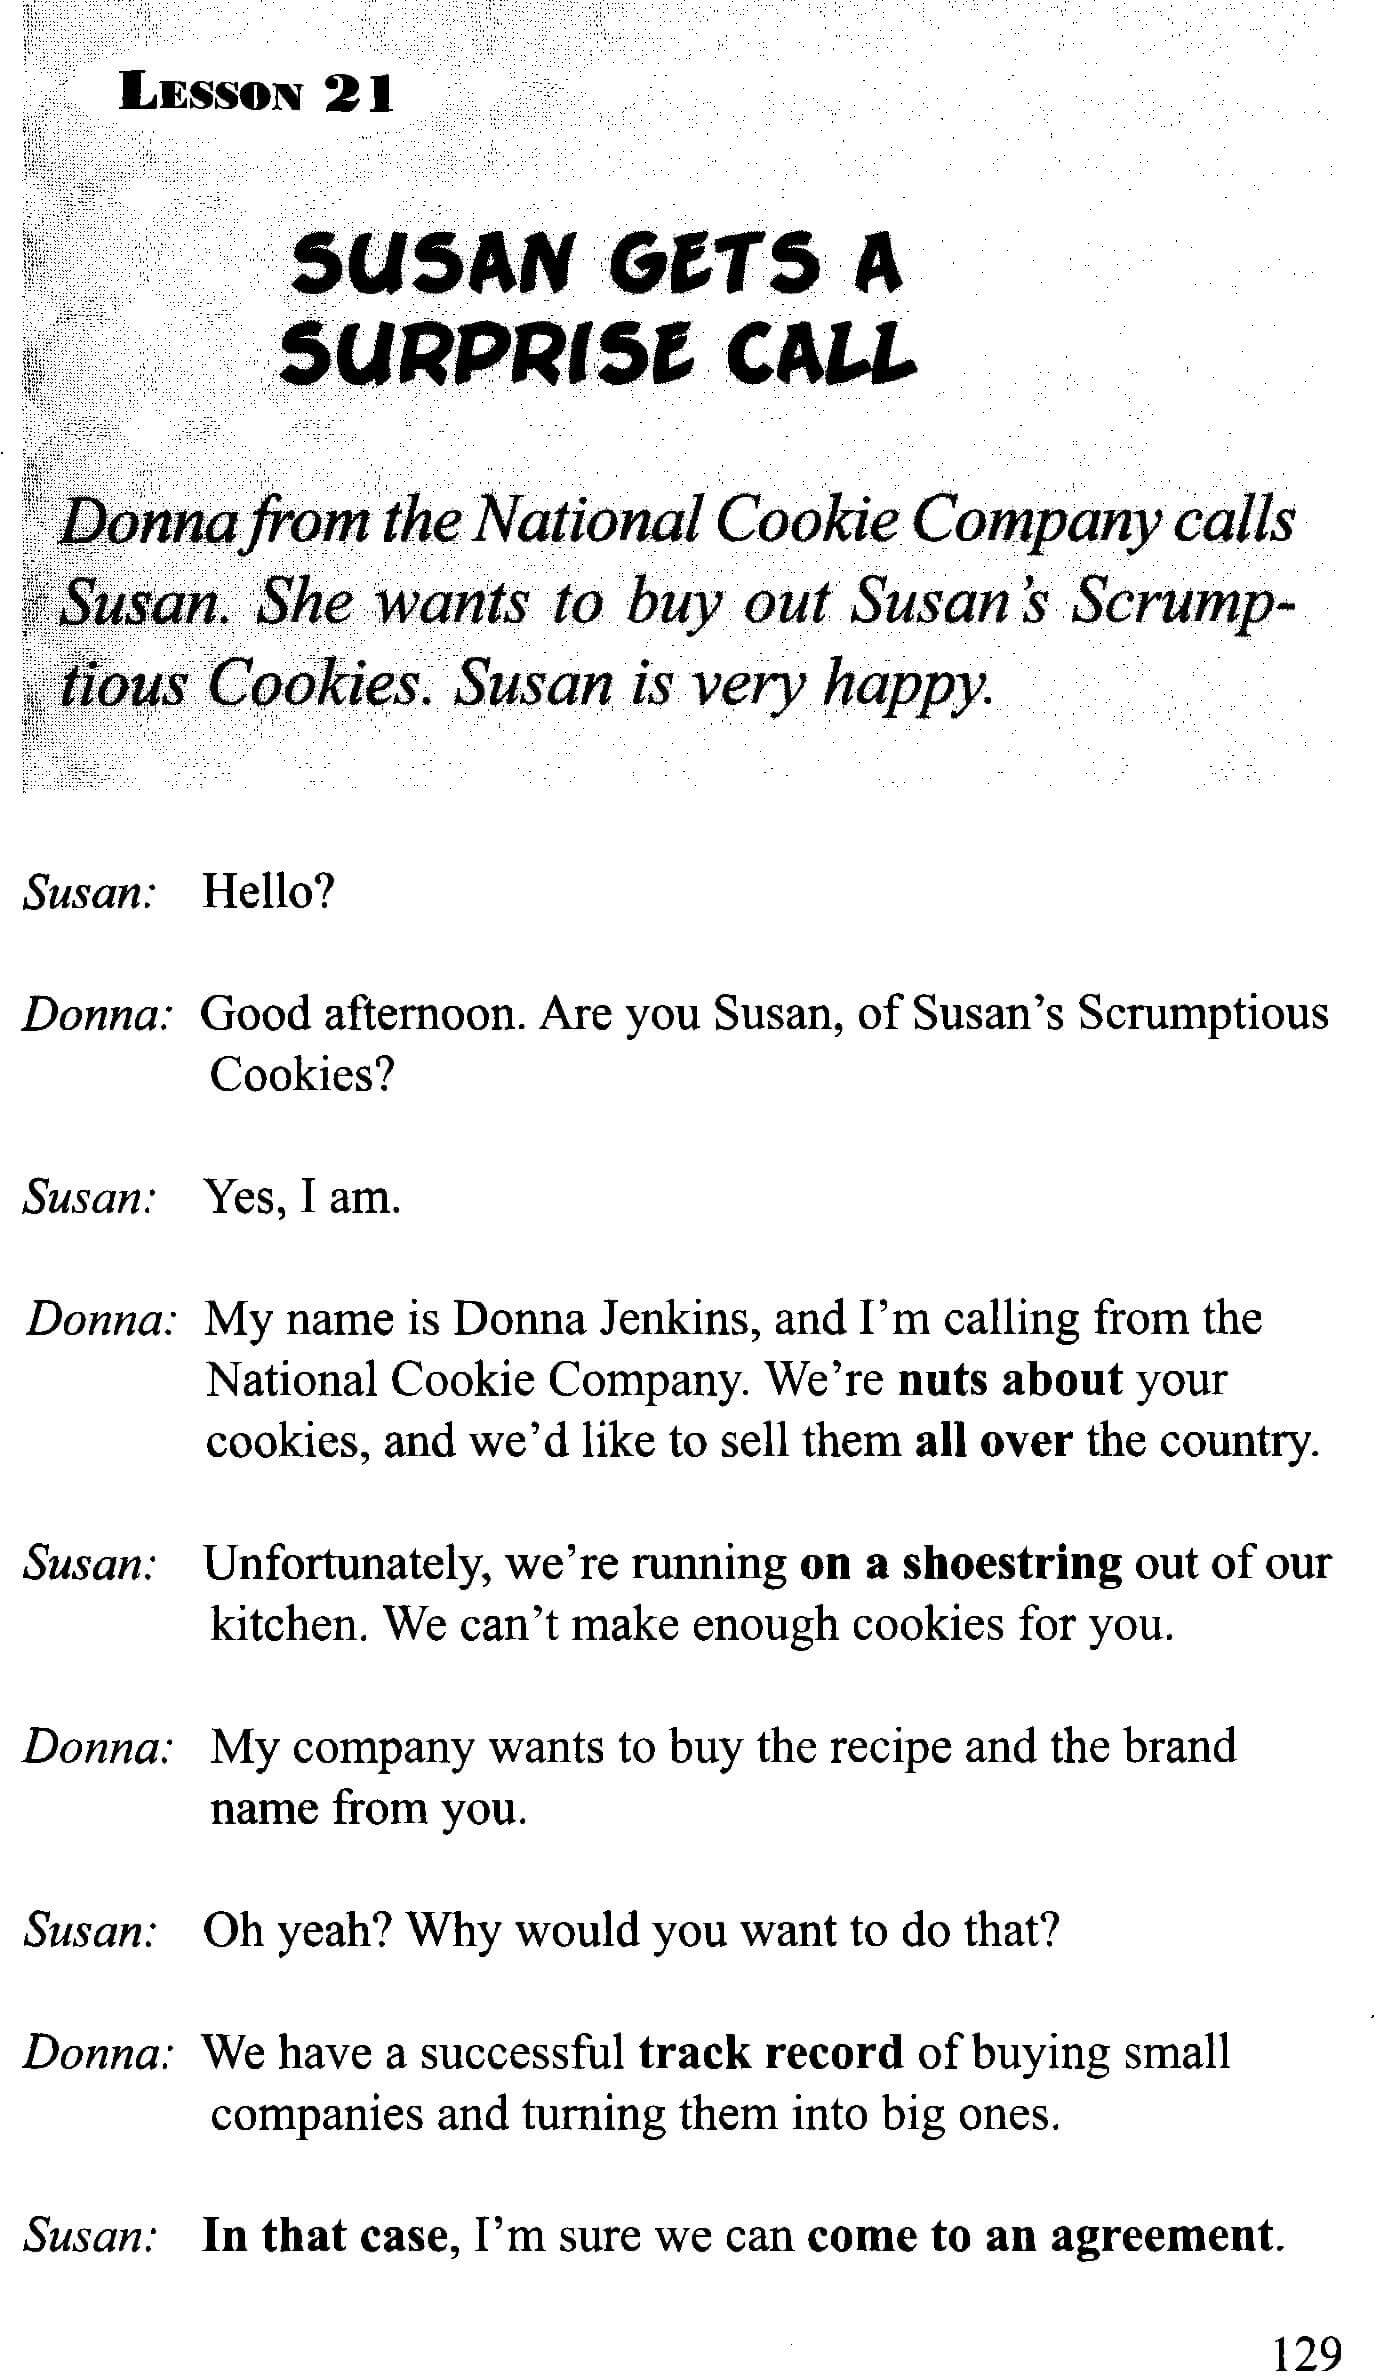 LESSON 21
SUSAN GETS A
SURPRISE CALL
Donna from the National Cookie Company calls
Susan. She wants to buy out Susan's Scrump-
tious Cookies. Susan is very happy.
Susan: Hello?
Donna: Good afternoon. Are you Susan, of Susan's Scrumptious
Cookies?
Susan: Yes, I am.
Donna: My name is Donna Jenkins, and I'm calling from the
National Cookie Company. We're nuts about your
cookies, and we'd like to sell them all over the country.
Susan: Unfortunately, we're running on a shoestring out of our
kitchen. We can't make enough cookies for you.
Donna: My company wants to buy the recipe and the brand
name from you.
Susan: Oh yeah? Why would you want to do that?
Donna: We have a successful track record of buying small
companies and turning them into big ones.
Susan: In that case, I'm sure we can come to an agreement.
129